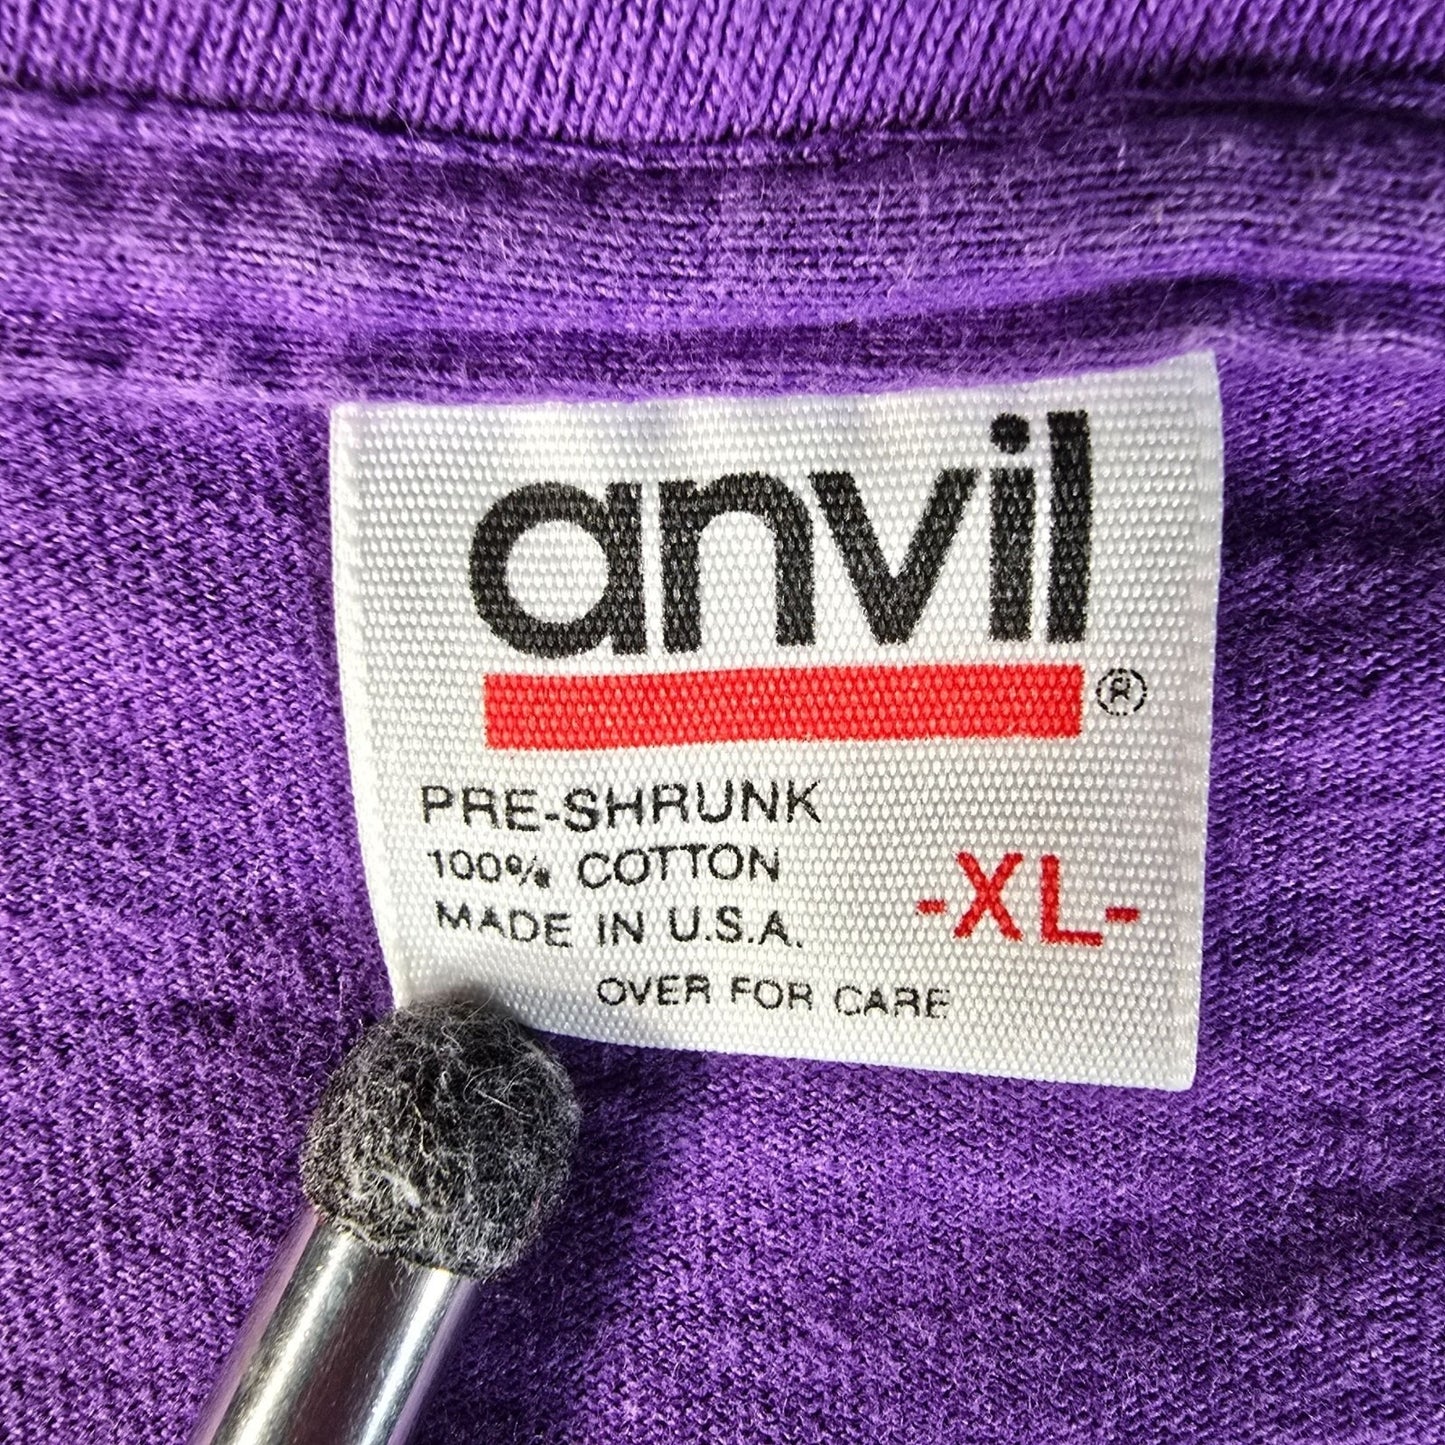 anvil®
PRE-SHRUNK
100% COTTON
MADE IN U.S.A.
-XL-
OVER FOR CARE